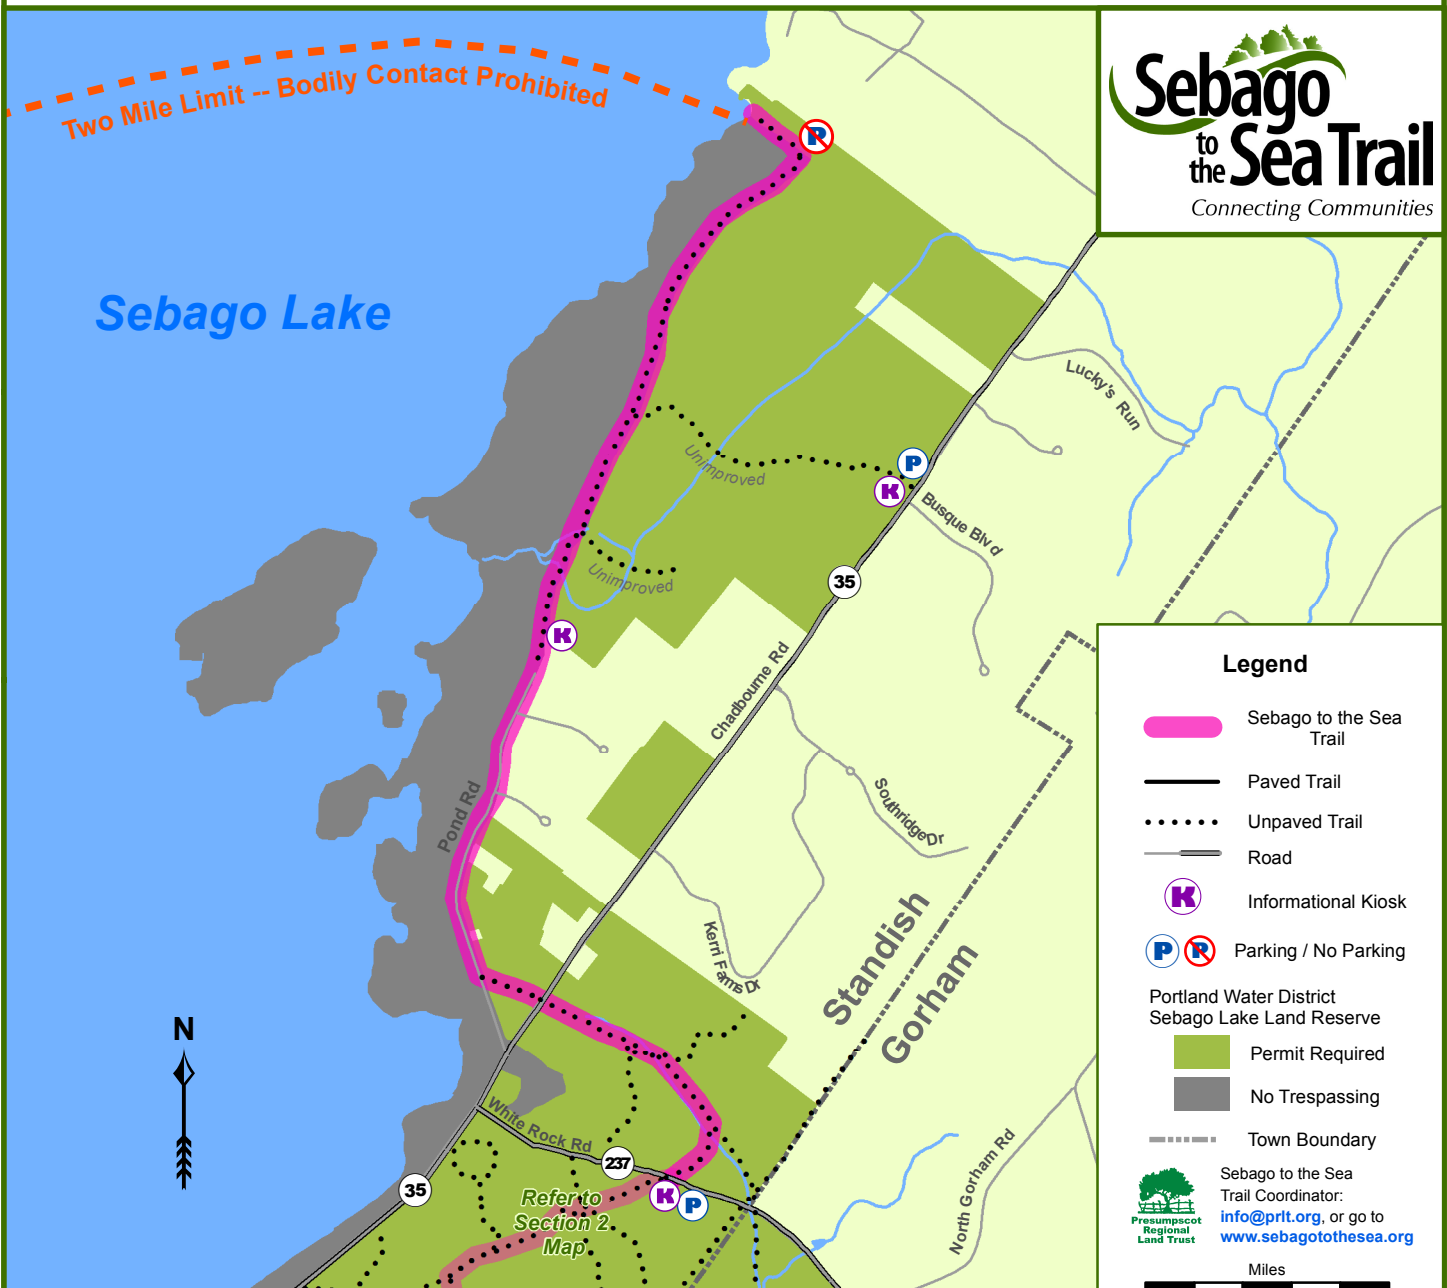 Two Mile Limit -- Bodily Contact Prohibited
P
Sebago
to
the Sea Trail
Connecting Communities
Sebago Lake
Lucky's Run
Unimproved
P
K
Busque Blvd
Unimproved
35
K
Chadbourne Rd
Pond Rd
Southridge Dr
Kerri Farms Dr
Standish
Gorham
N
White Rock Rd
237
35
K
P
Refer to
Section 2
Map
North Gorham Rd
Legend
Sebago to the Sea
Trail
Paved Trail
Unpaved Trail
Road
K
Informational Kiosk
P P
Parking / No Parking
Portland Water District
Sebago Lake Land Reserve
Permit Required
No Trespassing
Town Boundary
Presumpscot
Regional
Land Trust
Sebago to the Sea
Trail Coordinator:
info@prlt.org, or go to
www.sebagotothesea.org
Miles